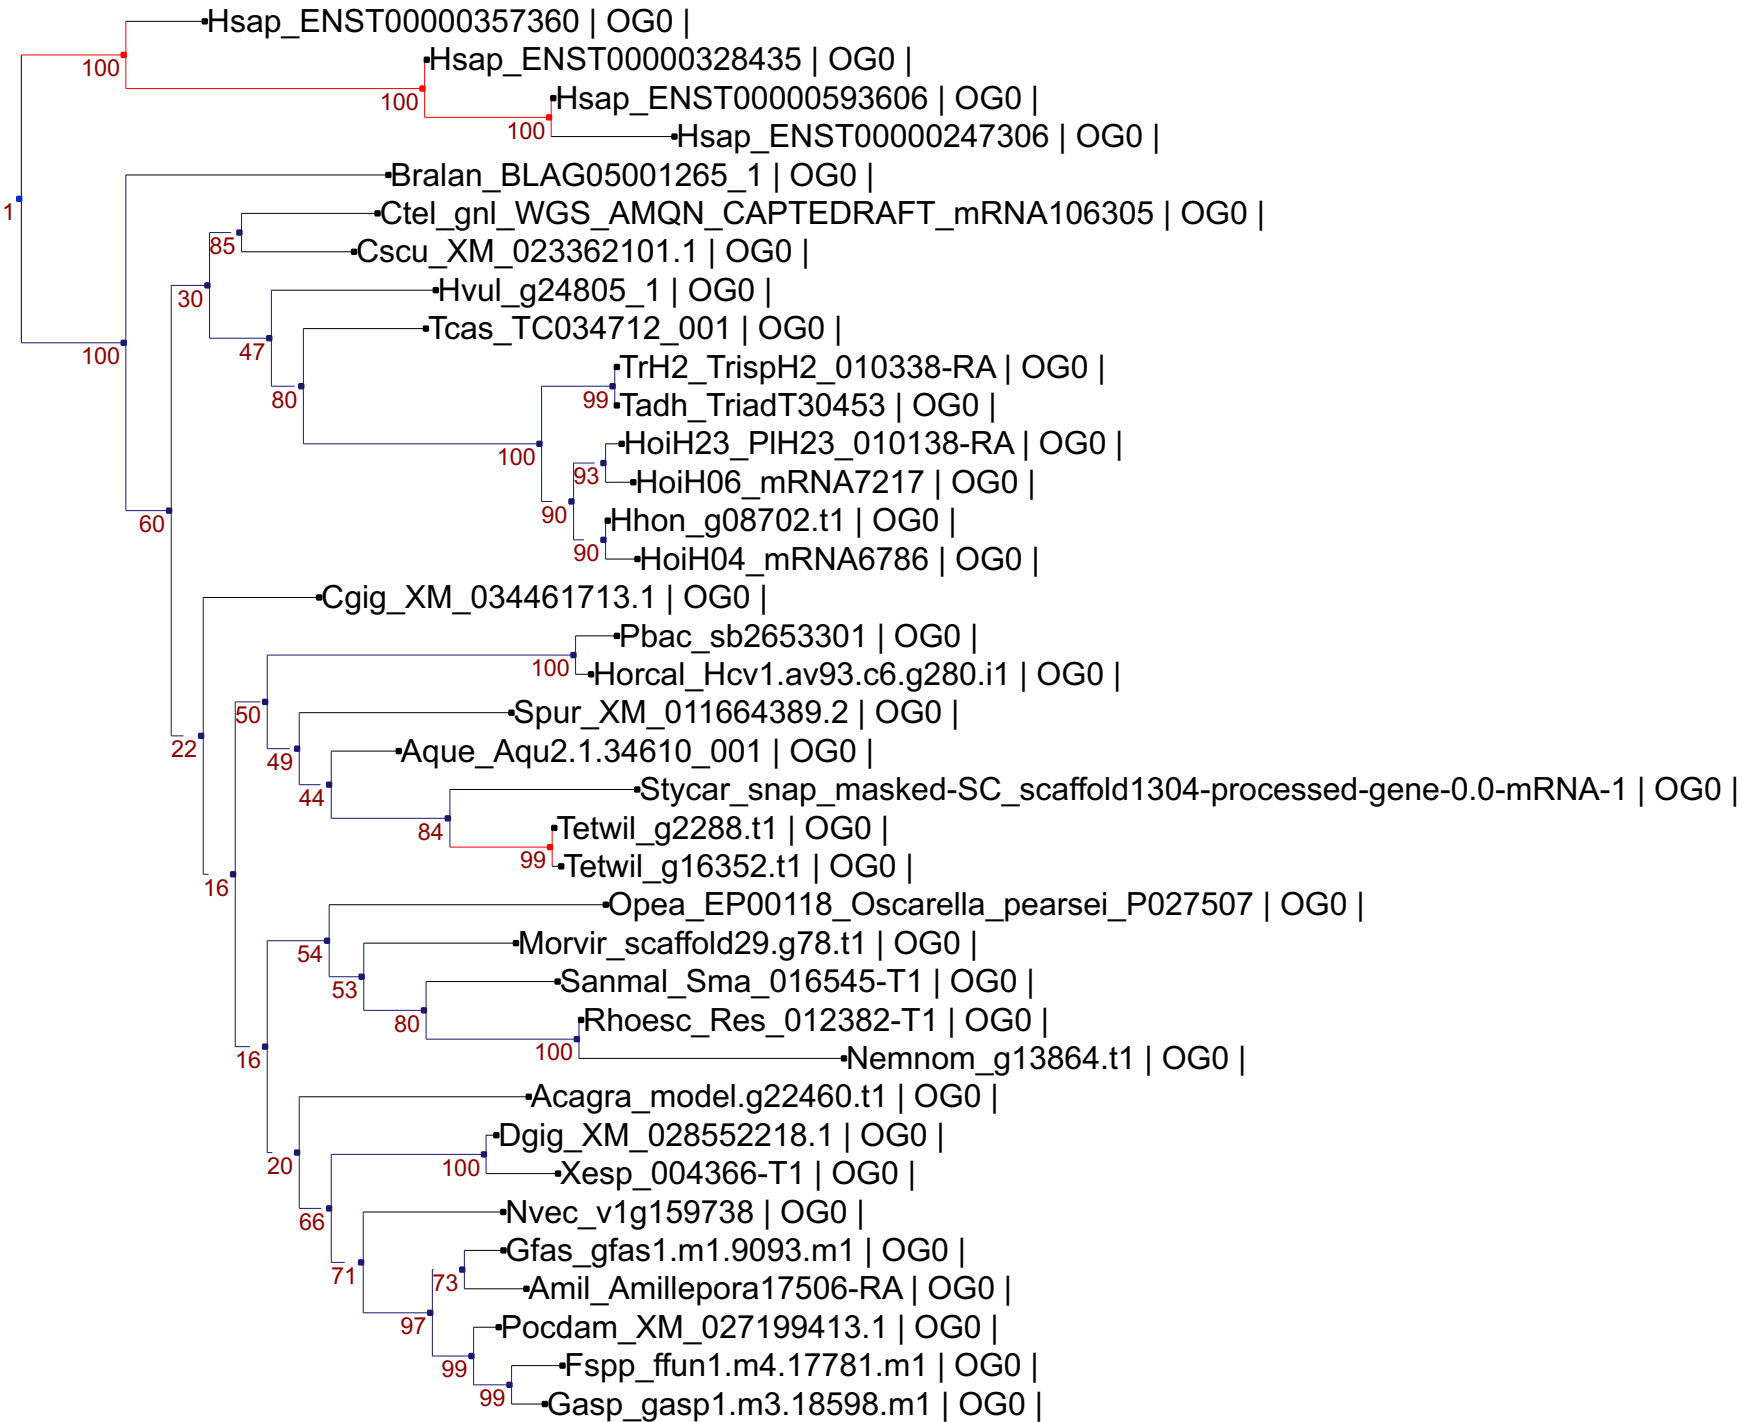 Hsap_ENST00000357360 | OG0 |
100
Hsap_ENST00000328435 | OG0 |
100
Hsap_ENST00000593606 | OG0 |
100
Hsap_ENST00000247306 | OG0 |
Bralan_BLAG05001265_1 | OG0 |
1
Ctel_gnl_WGS_AMQN_CAPTEDRAFT_mRNA106305 | OG0 |
85
Cscu_XM_023362101.1 | OG0 |
30
Hvul_g24805_1 | OG0 |
Tcas_TC034712_001 | OG0 |
47
100
TrH2_TrispH2_010338-RA | OG0 |
80
99
Tadh_TriadT30453 | OG0 |
HoiH23_PlH23_010138-RA | OG0 |
100
93
HoiH06_mRNA7217 | OG0 |
90
60
Hhon_g08702.t1 | OG0 |
90
HoiH04_mRNA6786 | OG0 |
Cgig_XM_034461713.1 | OG0 |
Pbac_sb2653301 | OG0 |
100
Horcal_Hcv1.av93.c6.g280.i1 | OG0 |
50
Spur_XM_011664389.2 | OG0 |
22
Aque_Aqu2.1.34610_001 | OG0 |
49
Stycar_snap_masked-SC_scaffold1304-processed-gene-0.0-mRNA-1 | OG0 |
44
Tetwil_g2288.t1 | OG0 |
84
99
Tetwil_g16352.t1 | OG0 |
16
Opea_EP00118_Oscarella_pearsei_P027507 | OG0 |
Morvir_scaffold29.g78.t1 | OG0 |
54
Sanmal_Sma_016545-T1 | OG0 |
53
Rhoesc_Res_012382-T1 | OG0 |
80
100
Nemnom_g13864.t1 | OG0 |
16
Acagra_model.g22460.t1 | OG0 |
Dgig_XM_028552218.1 | OG0 |
20
100
Xesp_004366-T1 | OG0 |
Nvec_v1g159738 | OG0 |
66
Gfas_gfas1.m1.9093.m1 | OG0 |
71
73
Amil_Amillepora17506-RA | OG0 |
97
Pocdam_XM_027199413.1 | OG0 |
99
Fspp_ffun1.m4.17781.m1 | OG0 |
99
Gasp_gasp1.m3.18598.m1 | OG0 |